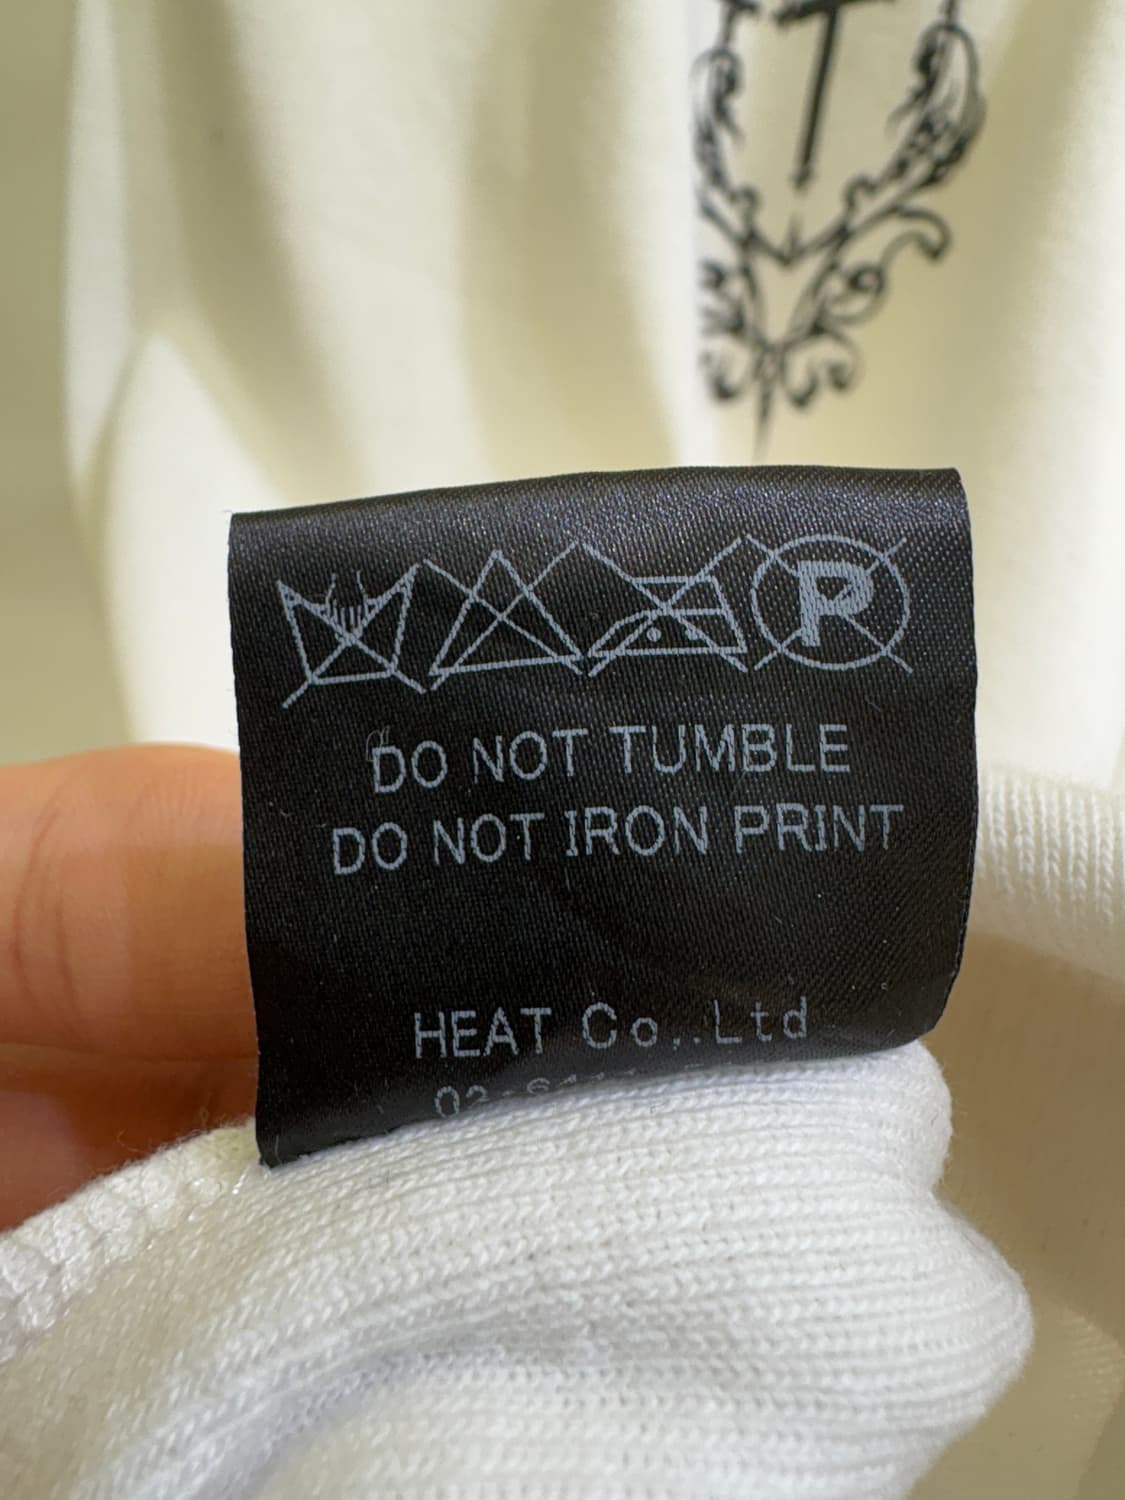 P
DO NOT TUMBLE
DO NOT IRON PRINT
HEAT Co,.Ltd